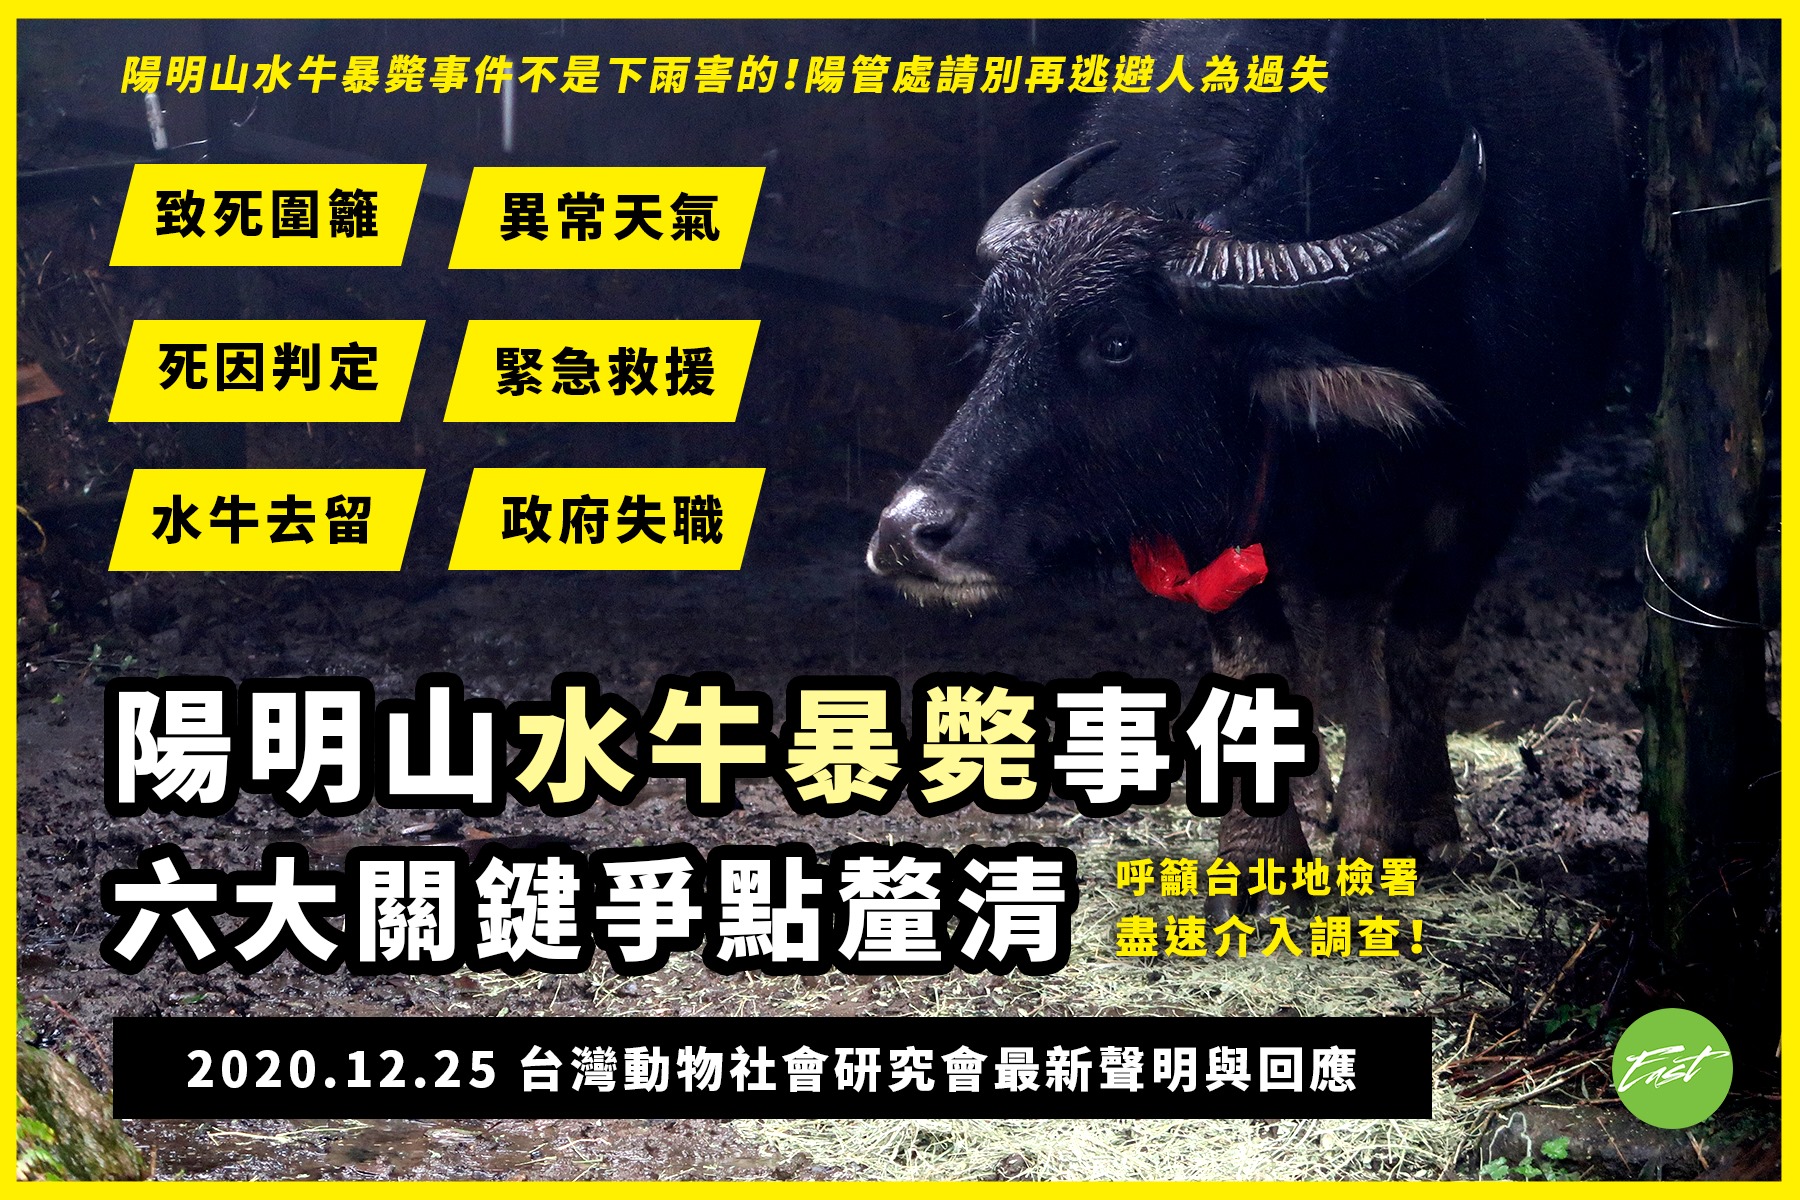 陽明山水牛暴斃事件不是下雨害的！陽管處請別再逃避人為過失
致死圍籬
異常天氣
死因判定
緊急救援
水牛去留
政府失職
陽明山水牛暴斃事件
六大關鍵爭點釐清
呼籲台北地檢署
盡速介入調查！
2020.12.25 台灣動物社會研究會最新聲明與回應
East